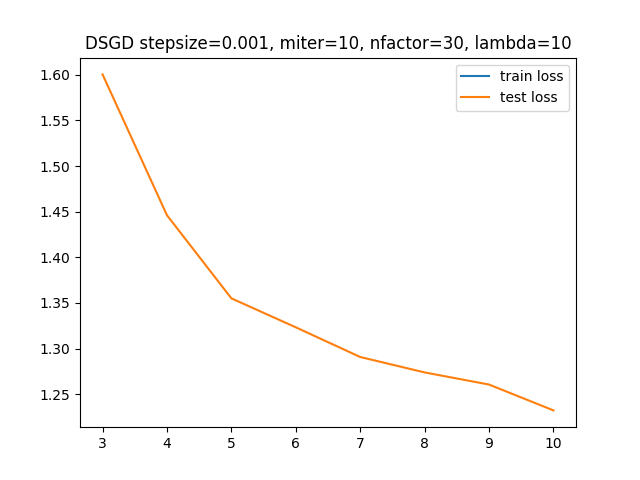 DSGD stepsize=0.001, miter=10, nfactor=30, lambda=10
train loss
test loss
1.60
1.55
1.50
1.45
1.40
1.35
1.30
1.25
3 4 5 6 7 8 9 10